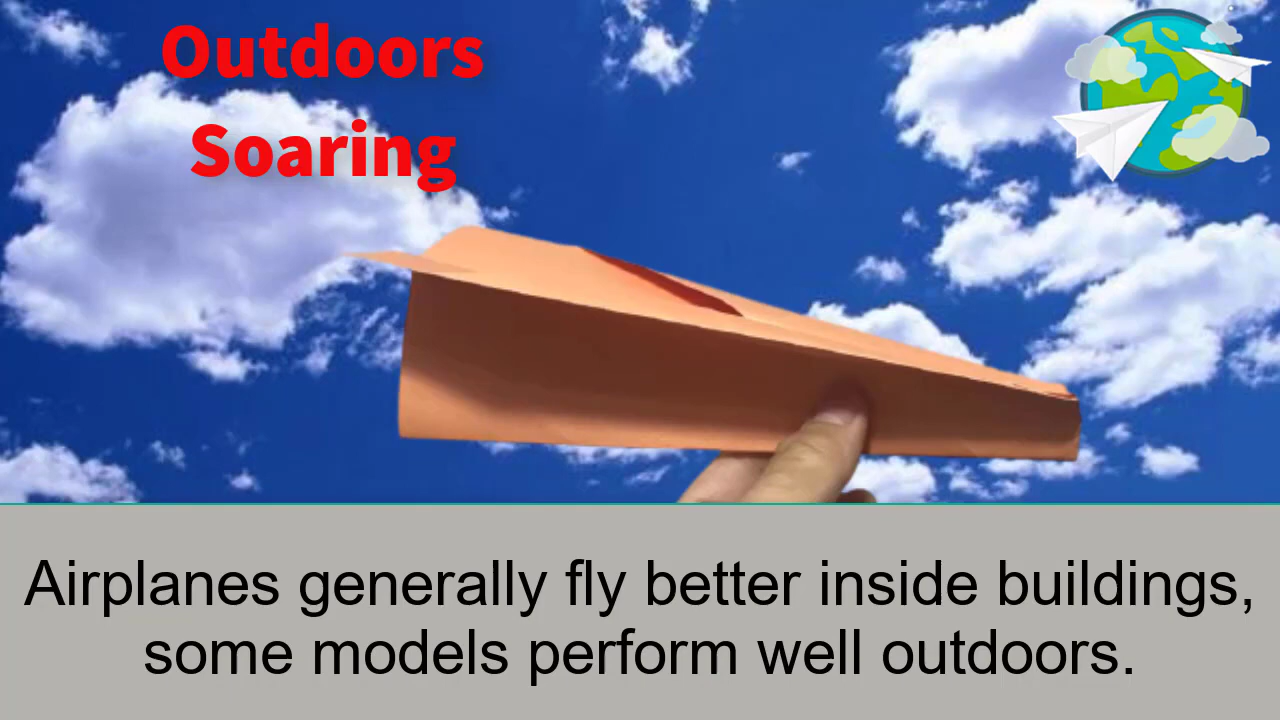 Outdoors
Soaring
Airplanes generally fly better inside buildings,
some models perform well outdoors.